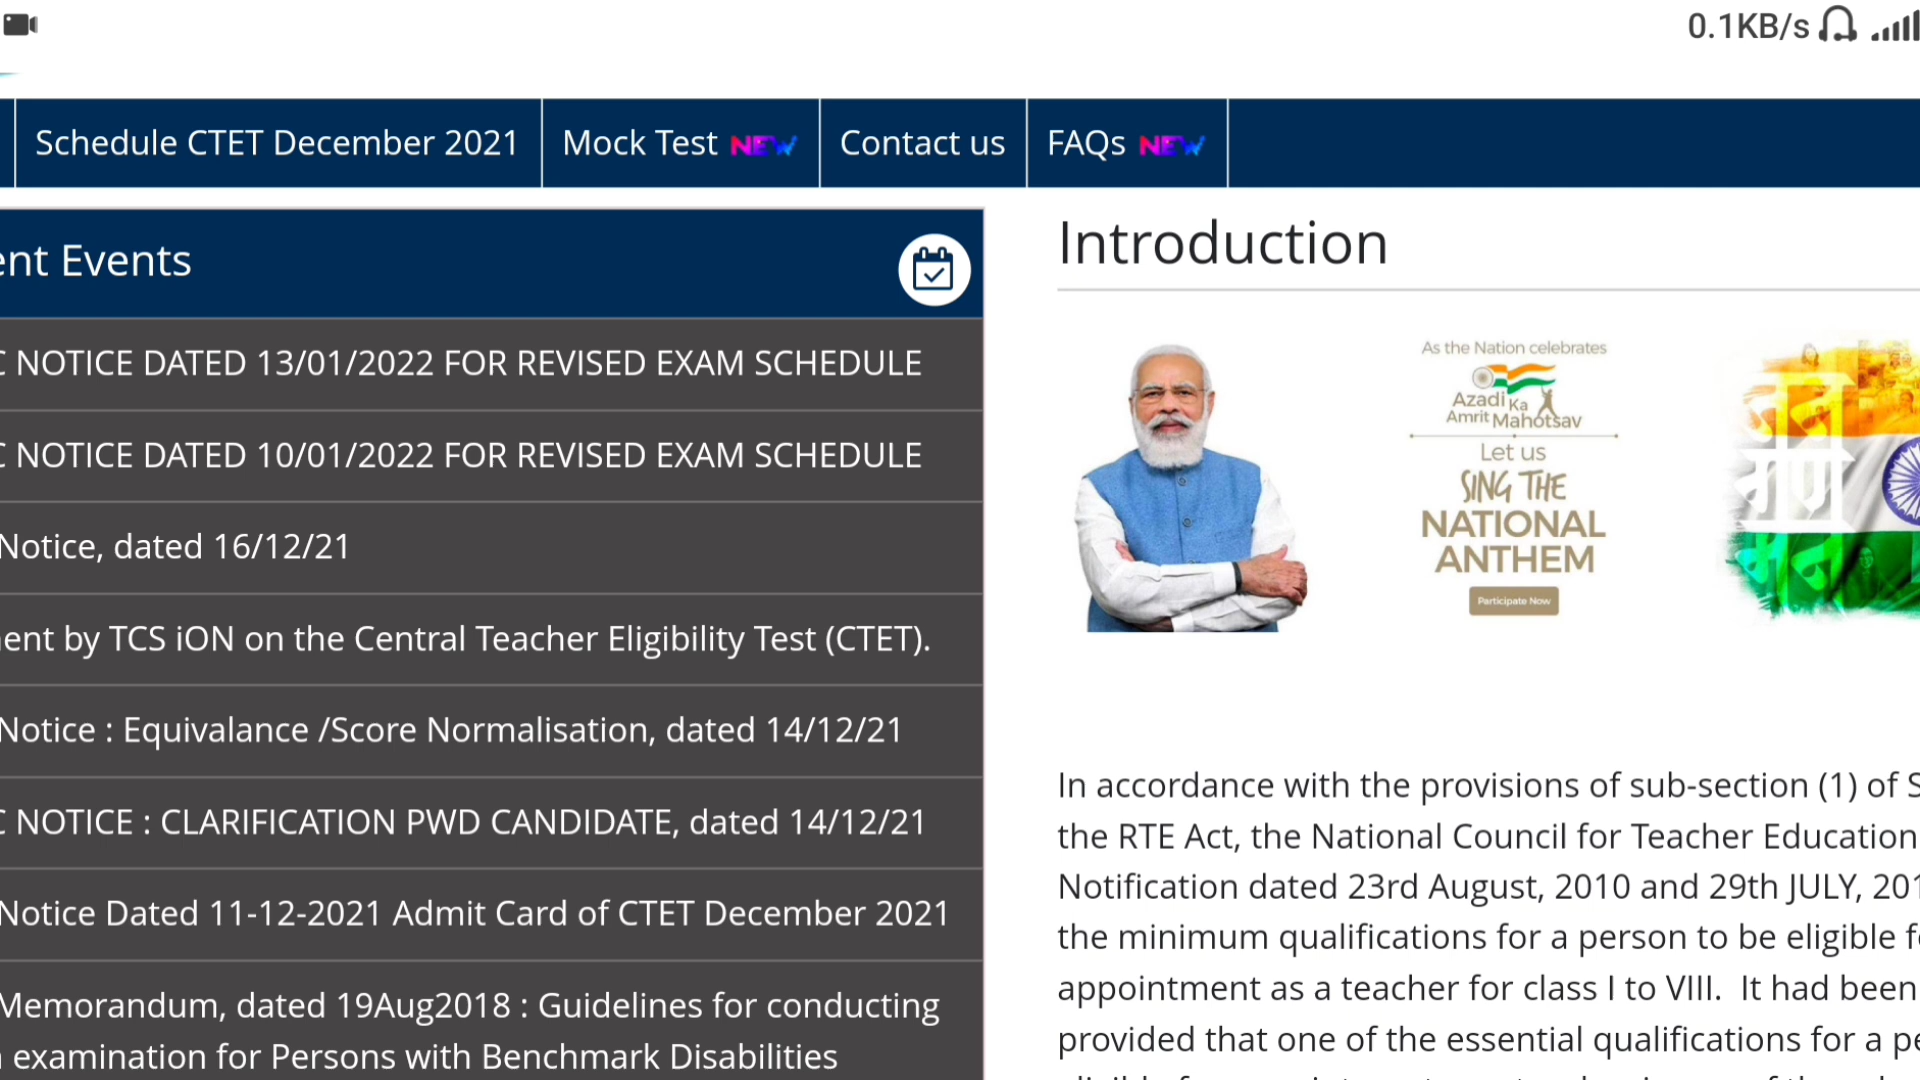 0.1KB/s
Schedule CTET December 2021
Mock Test NEW
Contact us
FAQs NEW
Events
NOTICE DATED 13/01/2022 FOR REVISED EXAM SCHEDULE
NOTICE DATED 10/01/2022 FOR REVISED EXAM SCHEDULE
Notice, dated 16/12/21
by TCS iON on the Central Teacher Eligibility Test (CTET).
Notice : Equivalance /Score Normalisation, dated 14/12/21
NOTICE : CLARIFICATION PWD CANDIDATE, dated 14/12/21
Notice Dated 11-12-2021 Admit Card of CTET December 2021
Memorandum, dated 19Aug2018 : Guidelines for conducting
examination for Persons with Benchmark Disabilities
Introduction
As the Nation celebrates
Azadi Ka
Amrit Mahotsav
Let us
SING THE
NATIONAL
ANTHEM
Participate Now
जन
गण
In accordance with the provisions of sub-section (1) of
the RTE Act, the National Council for Teacher Education
Notification dated 23rd August, 2010 and 29th JULY,
the minimum qualifications for a person to be eligible
appointment as a teacher for class I to VIII. It had been
provided that one of the essential qualifications for a